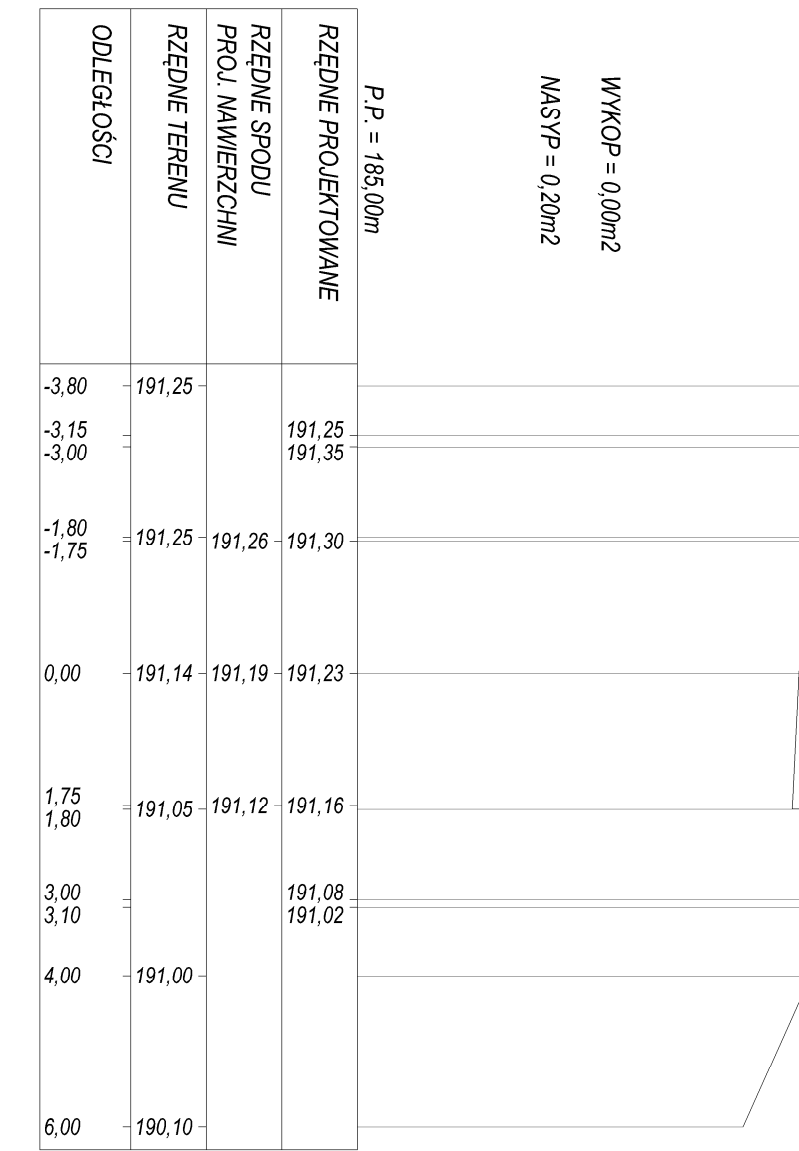 WYKOP = 0,00m2
NASYP = 0,20m2
P.P. = 185,00m
RZĘDNE PROJEKTOWANE
RZĘDNE SPODU
PROJ. NAWIERZCHNI
RZĘDNE TERENU
ODLEGŁOŚCI
-3,80 191,25
-3,15 191,25
-3,00 191,35
-1,80 191,25
-1,75 191,26 191,30
0,00 191,14 191,19 191,23
1,75 191,12 191,16
1,80 191,05
3,00 191,08
3,10 191,02
4,00 191,00
6,00 190,10